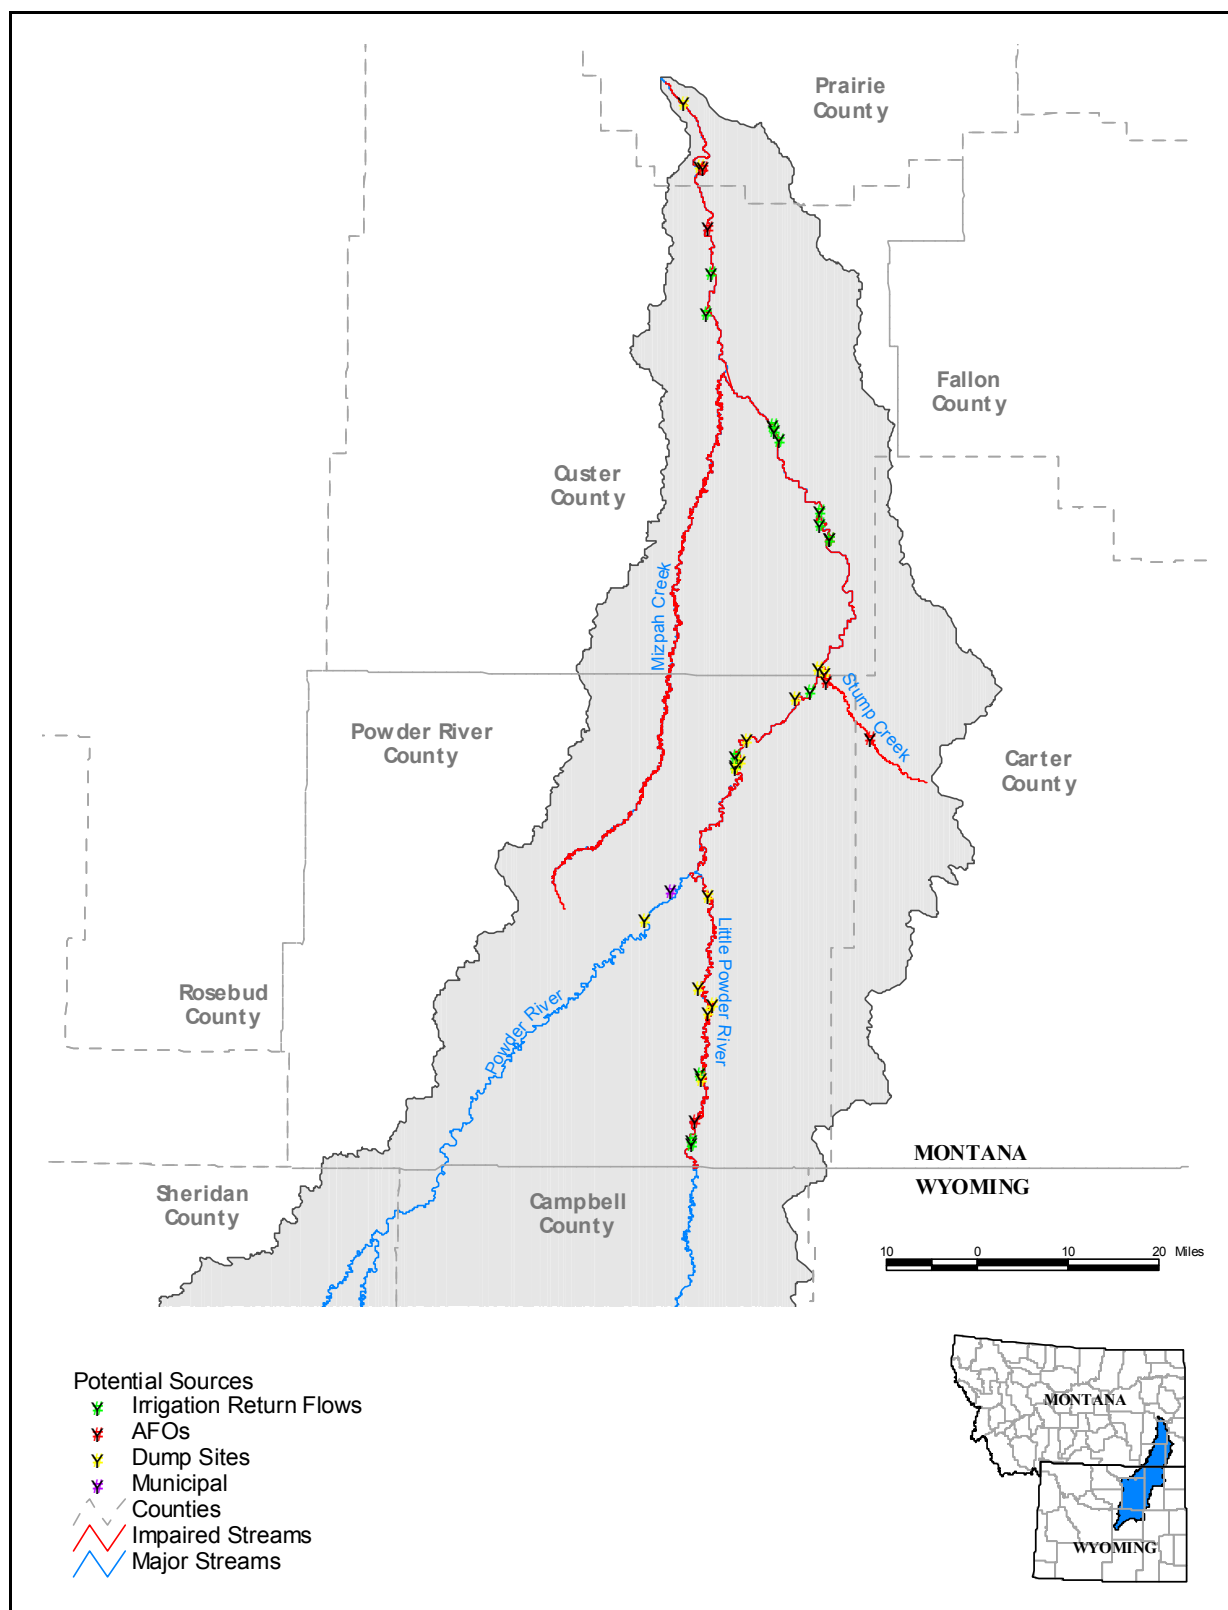 Prairie
County
Fallon
County
Custer
County
Mizpah Creek
Stump Creek
Powder River
County
Carter
County
Little Powder River
Rosebud
County
Powder River
MONTANA
WYOMING
Sheridan
County
Campbell
County
10 0 10 20 Miles
Potential Sources
Irrigation Return Flows
AFOs
Dump Sites
Municipal
Counties
Impaired Streams
Major Streams
MONTANA
WYOMING